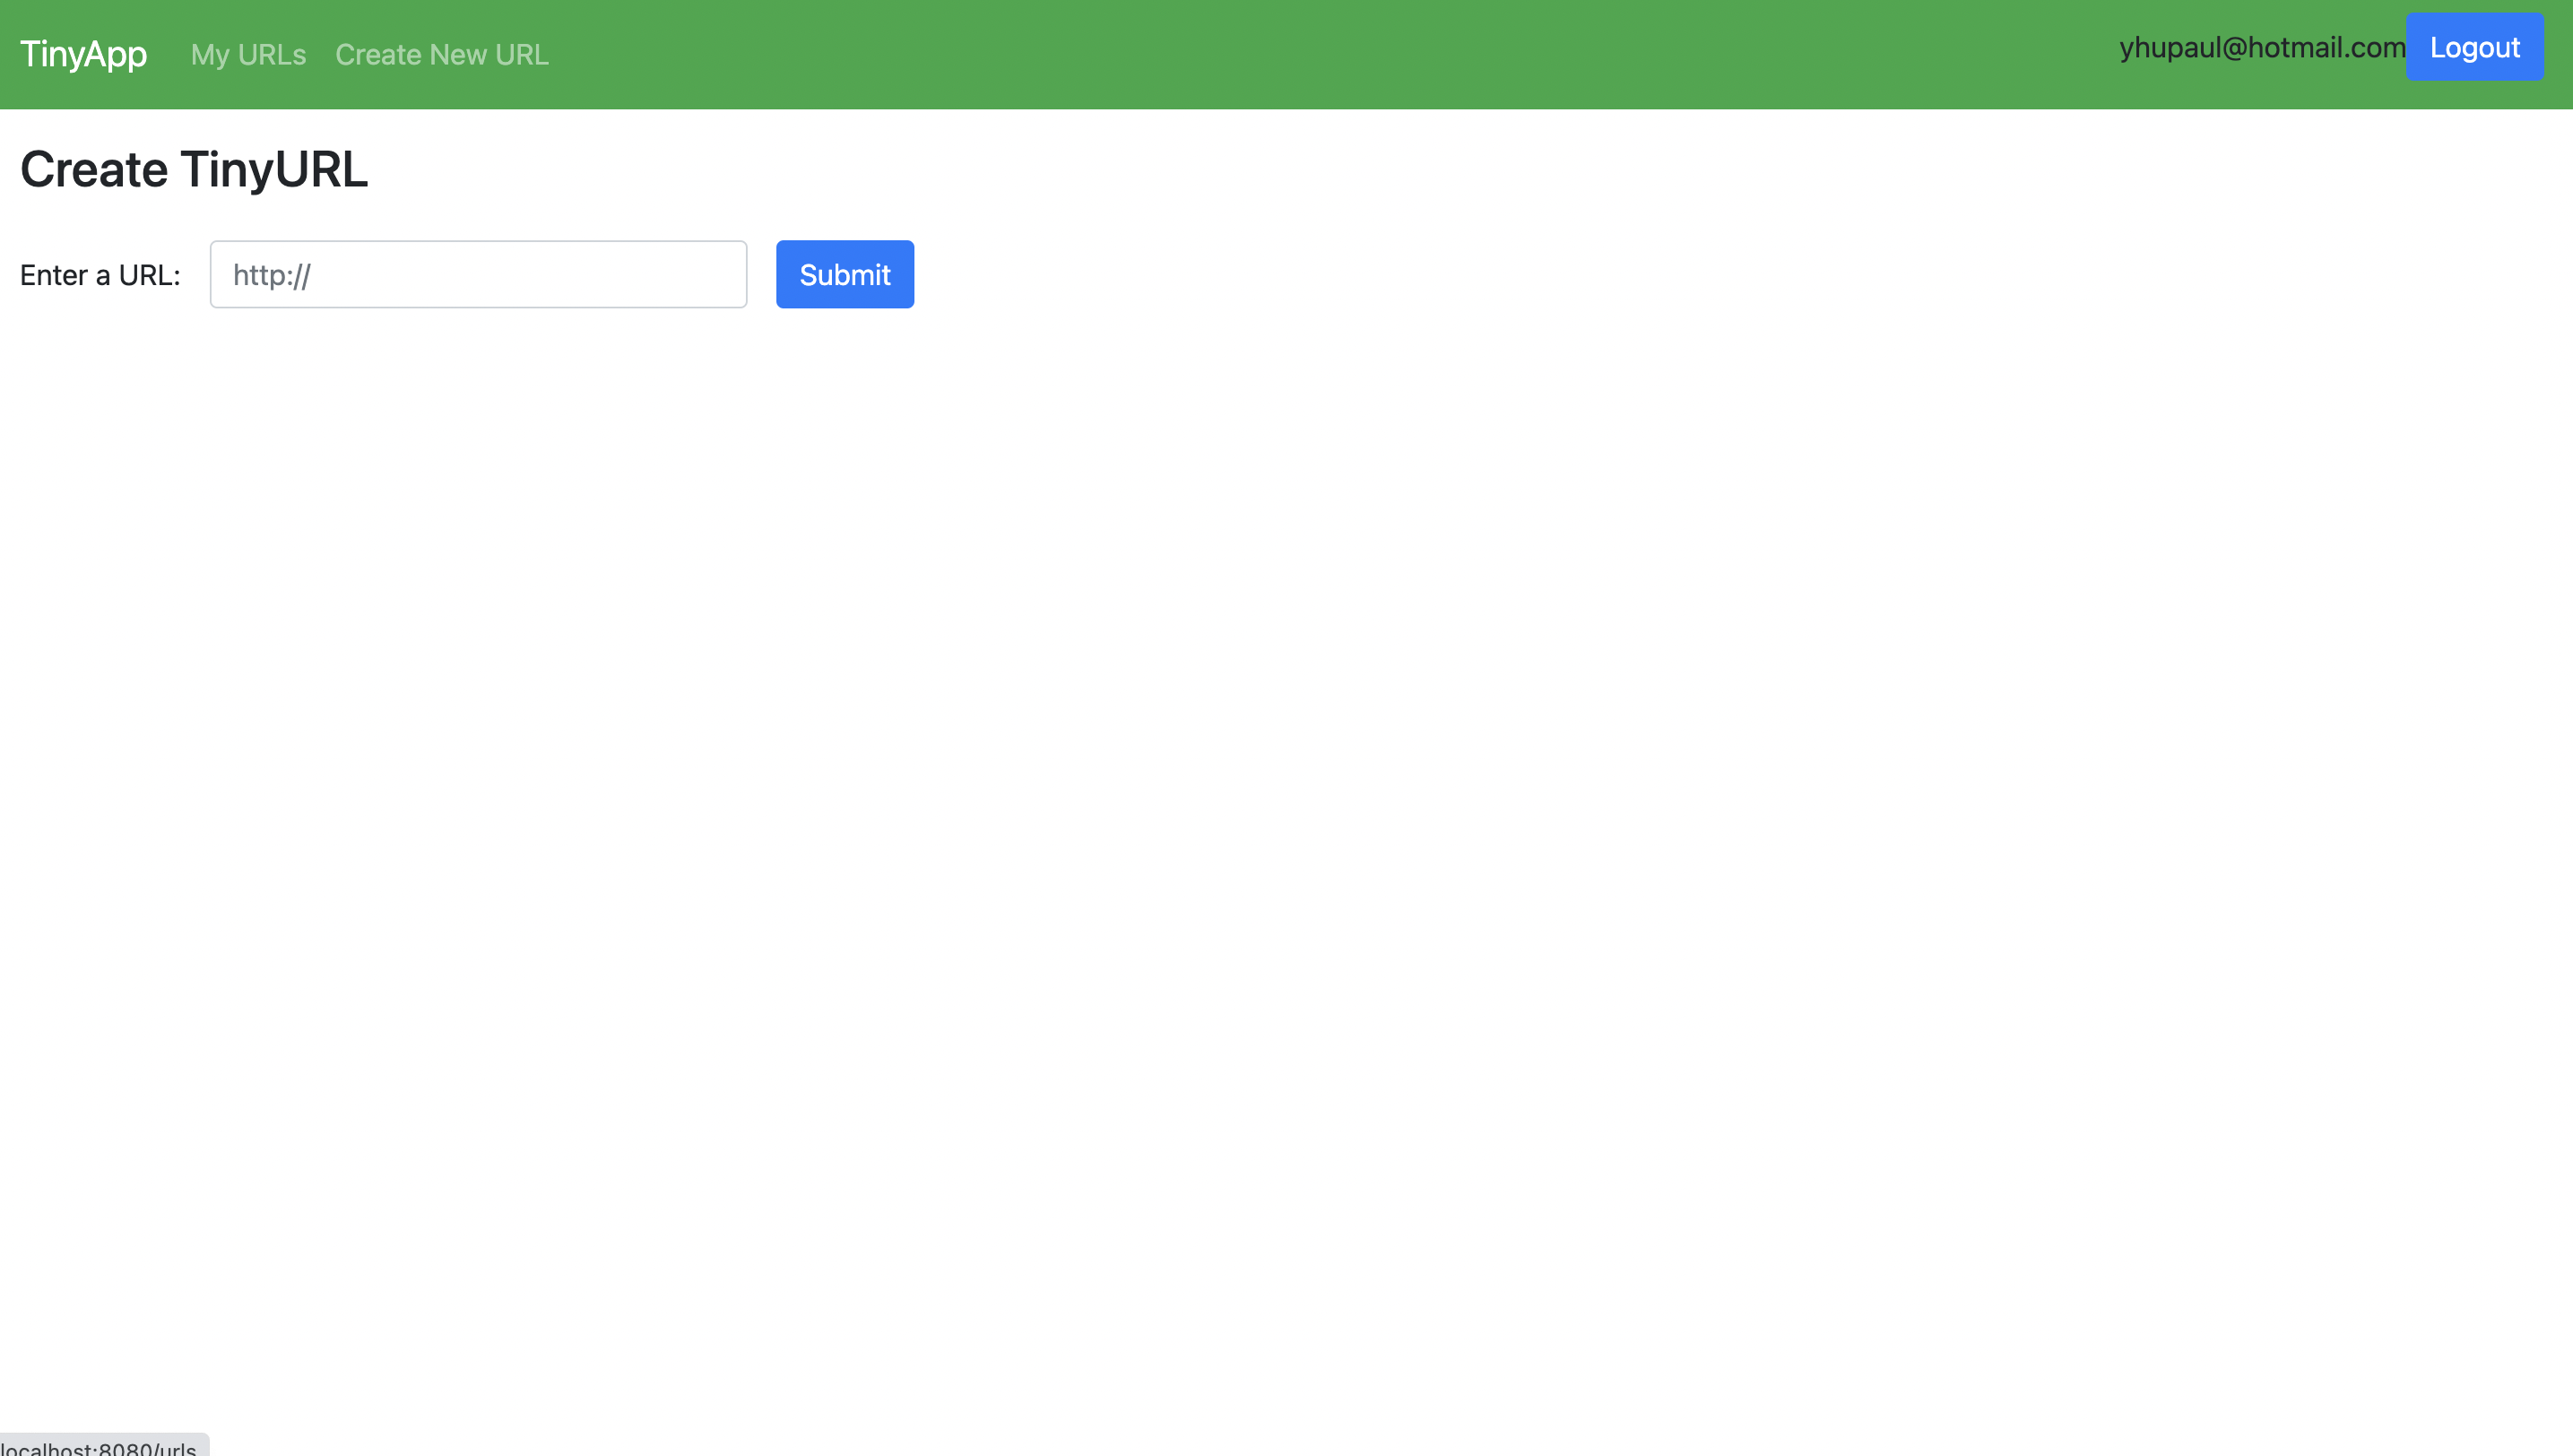 TinyApp My URLs Create New URL yhupaul@hotmail.com Logout
Create TinyURL
Enter a URL: http:// Submit
localhost:8080/urls